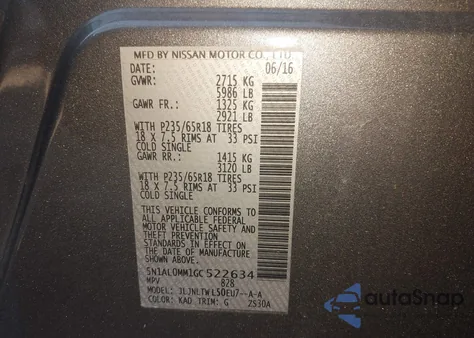 MFD BY NISSAN MOTOR CO., LTD
DATE: 06/16
GVWR: 2715 KG
5986 LB
GAWR FR.: 1325 KG
2921 LB
WITH P235/65R18 TIRES
18 X 7.5 RIMS AT 33 PSI
COLD SINGLE
GAWR RR.: 1415 KG
3120 LB
WITH P235/65R18 TIRES
18 X 7.5 RIMS AT 33 PSI
COLD SINGLE
THIS VEHICLE CONFORMS TO
ALL APPLICABLE FEDERAL
MOTOR VEHICLE SAFETY AND
THEFT PREVENTION STANDARDS
IN EFFECT ON THE DATE OF
MANUFACTURE SHOWN ABOVE.
5N1AL0MM1GC522634
MPV 828
MODEL: JLJNLTWL50EU7--A-A
COLOR: KAD TRIM: G 2S30A
AutoSnap